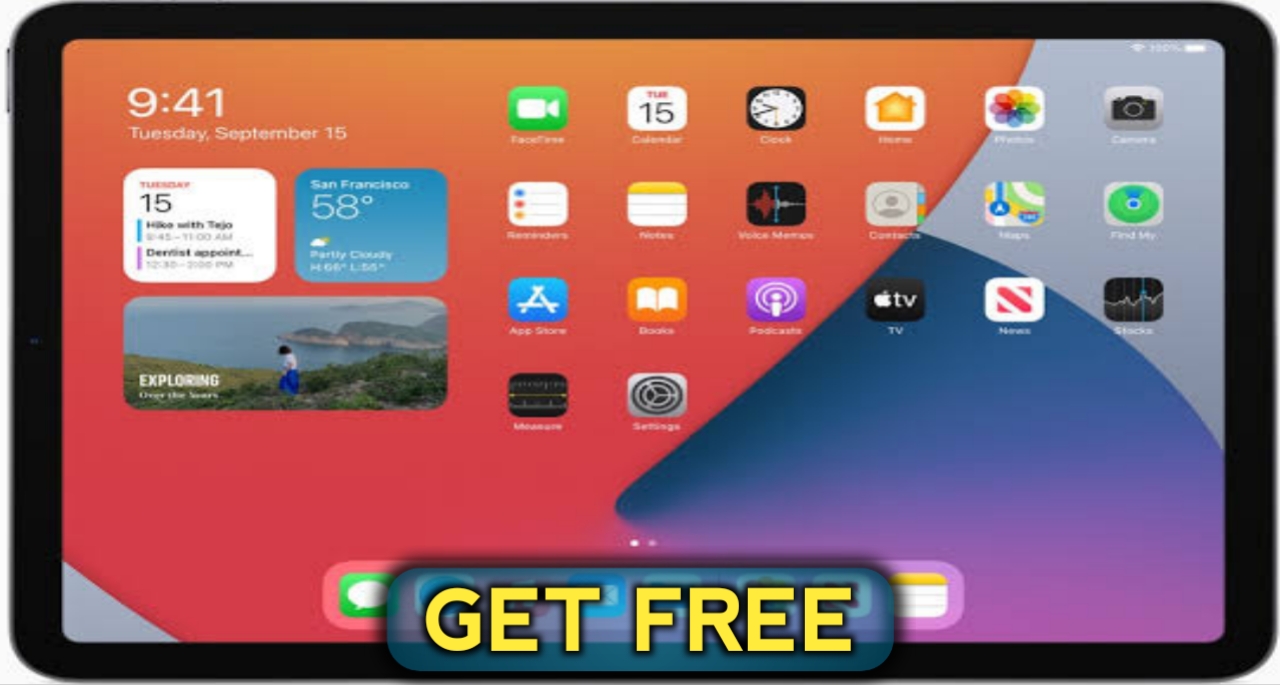 100%
9:41
Tuesday, September 15
TUESDAY
15
Hike with Tejo
9:45–11:00 AM
Dentist appoint...
12:30–2:00 PM
San Francisco
58°
Partly Cloudy
H:66° L:55°
EXPLORING
FaceTime
TUE
15
Calendar
Clock
Home
Photos
Camera
Reminders
Notes
Voice Memos
Contacts
Maps
Find My
App Store
Books
Podcasts
tv
TV
News
Stocks
Measure
Settings
GET FREE